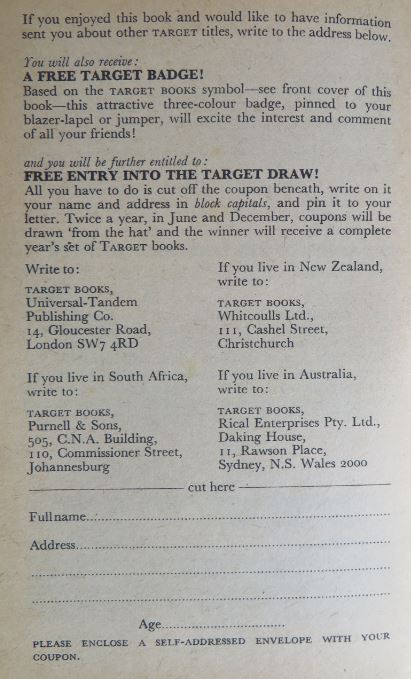 If you enjoyed this book and would like to have information
sent you about other TARGET titles, write to the address below.
You will also receive:
A FREE TARGET BADGE!
Based on the TARGET BOOKS symbol—see front cover of this
book—this attractive three-colour badge, pinned to your
blazer-lapel or jumper, will excite the interest and comment
of all your friends!
and you will be further entitled to:
FREE ENTRY INTO THE TARGET DRAW!
All you have to do is cut off the coupon beneath, write on it
your name and address in block capitals, and pin it to your
letter. Twice a year, in June and December, coupons will be
drawn ‘from the hat’ and the winner will receive a complete
year’s set of TARGET books.
Write to:
TARGET BOOKS,
Universal-Tandem
Publishing Co.
14, Gloucester Road,
London SW7 4RD
If you live in New Zealand,
write to:
TARGET BOOKS,
Whitcoulls Ltd.,
111, Cashel Street,
Christchurch
If you live in South Africa,
write to:
TARGET BOOKS,
Purnell & Sons,
505, C.N.A. Building,
110, Commissioner Street,
Johannesburg
If you live in Australia,
write to:
TARGET BOOKS,
Rical Enterprises Pty. Ltd.,
Daking House,
11, Rawson Place,
Sydney, N.S. Wales 2000
cut here
Full name
Address
Age
PLEASE ENCLOSE A SELF-ADDRESSED ENVELOPE WITH YOUR
COUPON.